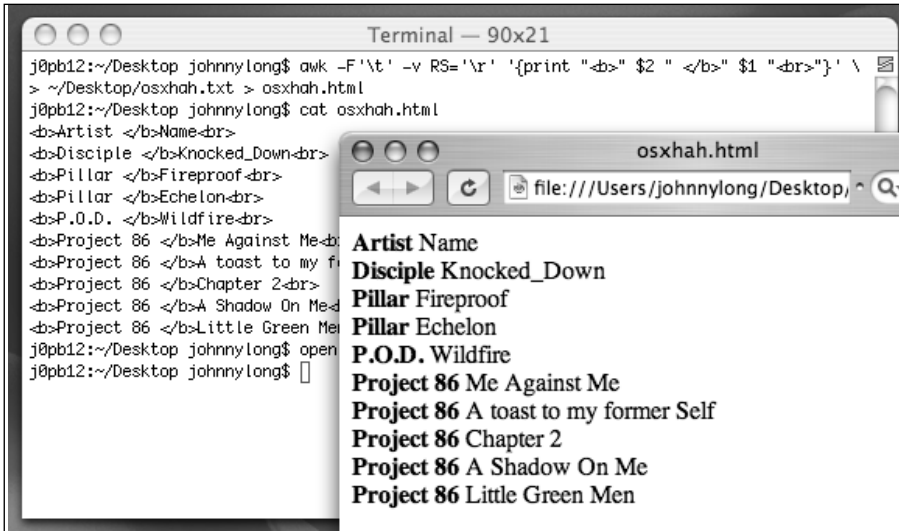 Terminal — 90x21
j0pb12:~/Desktop johnnylong$ awk -F'\t' -v RS='\r' '{print "<b>" $2 " </b>" $1 "<br>"}' \
> ~/Desktop/osxhah.txt > osxhah.html
j0pb12:~/Desktop johnnylong$ cat osxhah.html
<b>Artist </b>Name<br>
<b>Disciple </b>Knocked_Down<br>
<b>Pillar </b>Fireproof<br>
<b>Pillar </b>Echelon<br>
<b>P.O.D. </b>Wildfire<br>
<b>Project 86 </b>Me Against Me<b
<b>Project 86 </b>A toast to my f
<b>Project 86 </b>Chapter 2<br>
<b>Project 86 </b>A Shadow On Me<
<b>Project 86 </b>Little Green Men
j0pb12:~/Desktop johnnylong$ open
j0pb12:~/Desktop johnnylong$
osxhah.html
file:///Users/johnnylong/Desktop/
Artist Name
Disciple Knocked_Down
Pillar Fireproof
Pillar Echelon
P.O.D. Wildfire
Project 86 Me Against Me
Project 86 A toast to my former Self
Project 86 Chapter 2
Project 86 A Shadow On Me
Project 86 Little Green Men